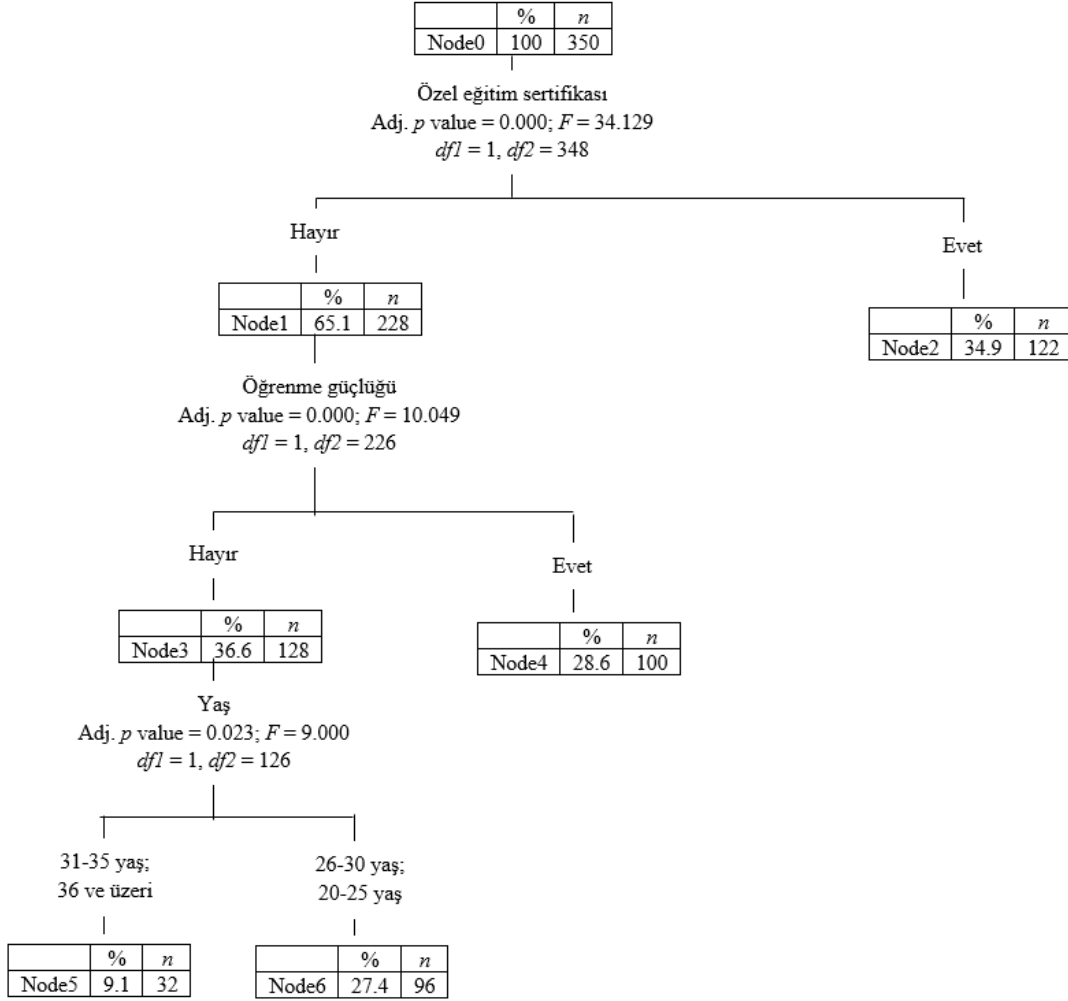 % n
Node0 100 350
Özel eğitim sertifikası
Adj. p value = 0.000; F = 34.129
df1 = 1, df2 = 348
Hayır
Evet
% n
Node1 65.1 228
% n
Node2 34.9 122
Öğrenme güçlüğü
Adj. p value = 0.000; F = 10.049
df1 = 1, df2 = 226
Hayır
Evet
% n
Node3 36.6 128
% n
Node4 28.6 100
Yaş
Adj. p value = 0.023; F = 9.000
df1 = 1, df2 = 126
31-35 yaş;
36 ve üzeri
26-30 yaş;
20-25 yaş
% n
Node5 9.1 32
% n
Node6 27.4 96